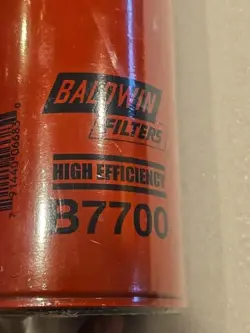 BALDWIN
FILTERS
HIGH EFFICIENCY
B7700